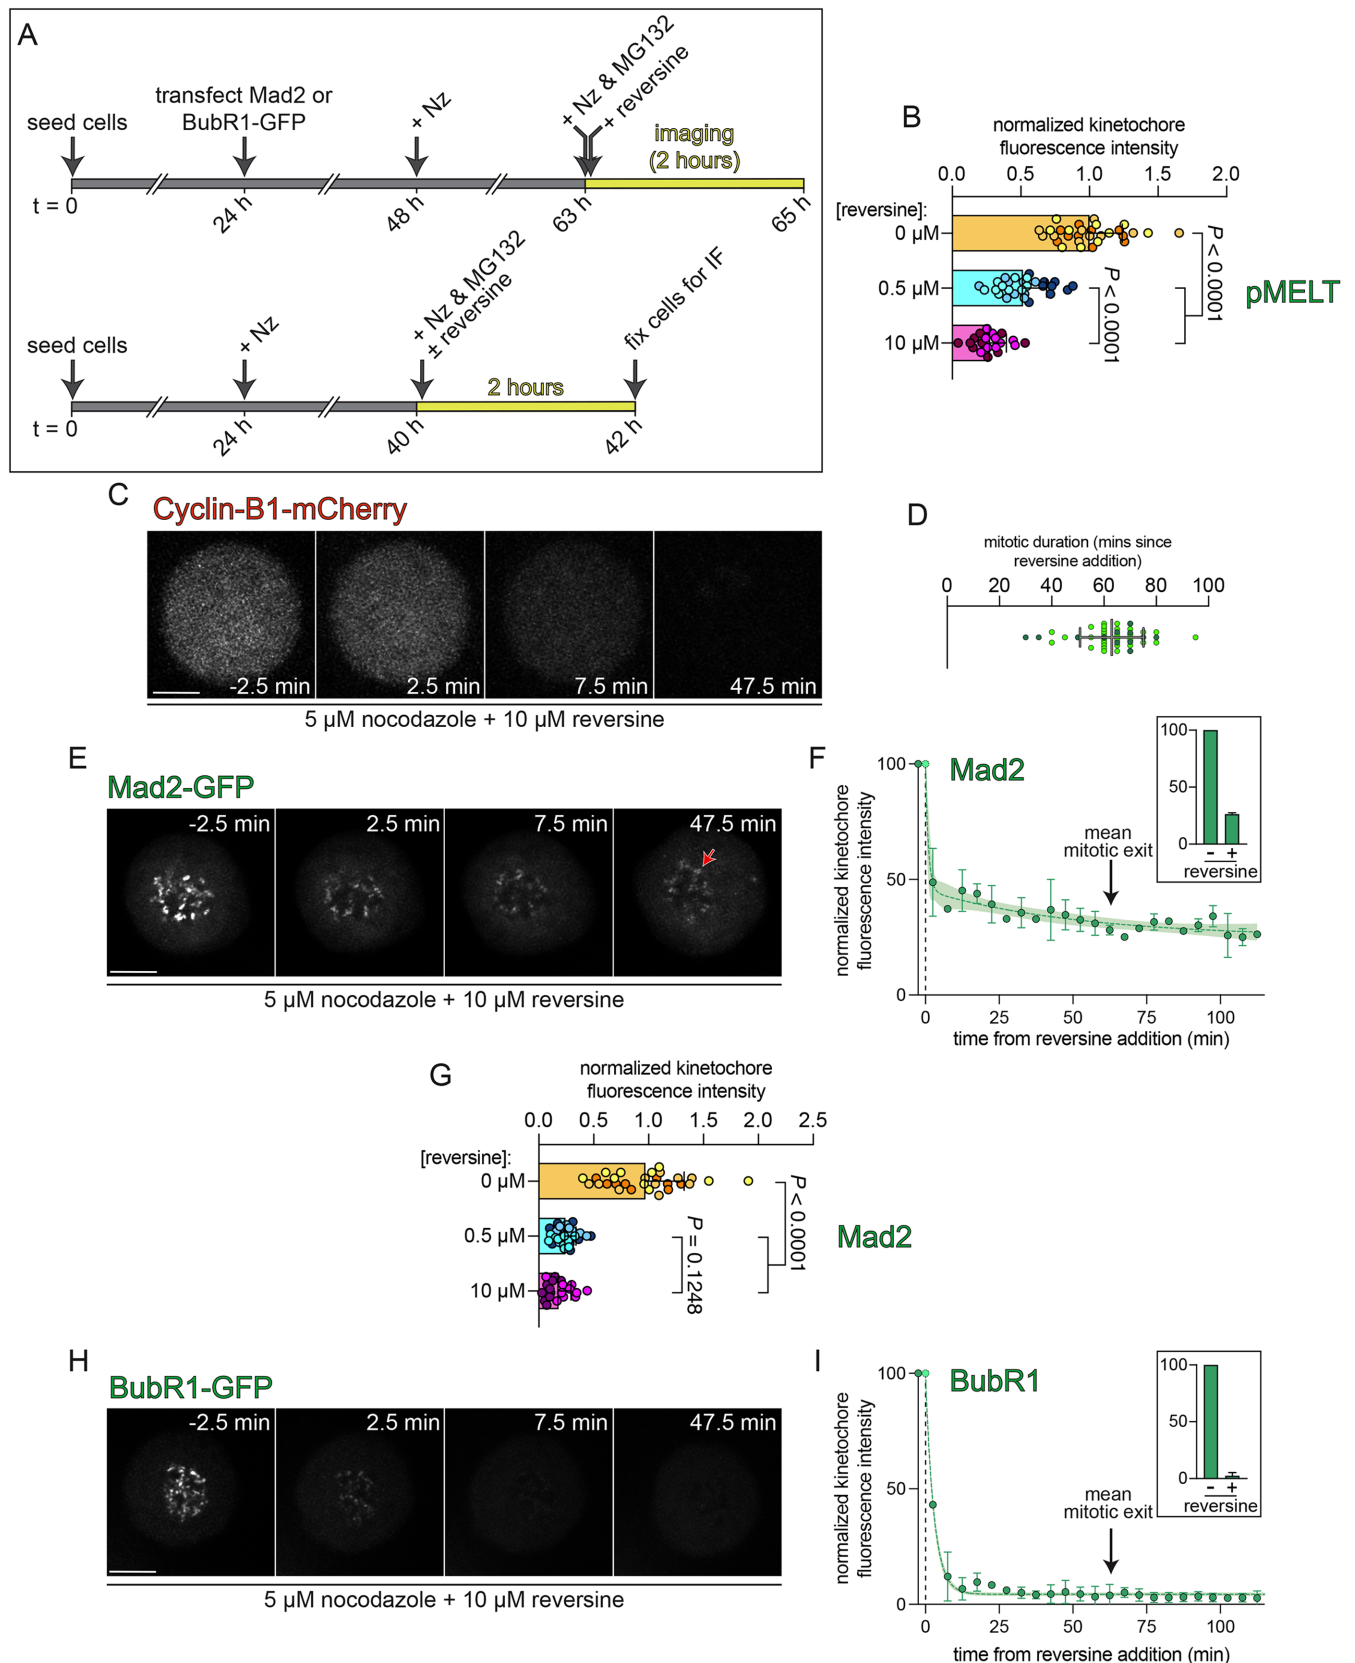 A
seed cells
transfect Mad2 or
BubR1-GFP
+ Nz
+ Nz & MG132
+ reversine
imaging
(2 hours)
t = 0
24 h
48 h
63 h
65 h
seed cells
+ Nz
+ Nz & MG132
± reversine
2 hours
fix cells for IF
t = 0
24 h
40 h
42 h
B
normalized kinetochore
fluorescence intensity
0.0 0.5 1.0 1.5 2.0
[reversine]:
0 µM
0.5 µM
10 µM
P < 0.0001
P < 0.0001
pMELT
C
Cyclin-B1-mCherry
-2.5 min
2.5 min
7.5 min
47.5 min
5 µM nocodazole + 10 µM reversine
D
mitotic duration (mins since
reversine addition)
0 20 40 60 80 100
E
Mad2-GFP
-2.5 min
2.5 min
7.5 min
47.5 min
5 µM nocodazole + 10 µM reversine
F
Mad2
normalized kinetochore
fluorescence intensity
100
50
0
mean
mitotic exit
100
50
0
- +
reversine
0 25 50 75 100
time from reversine addition (min)
G
normalized kinetochore
fluorescence intensity
0.0 0.5 1.0 1.5 2.0 2.5
[reversine]:
0 µM
0.5 µM
10 µM
P = 0.1248
P < 0.0001
Mad2
H
BubR1-GFP
-2.5 min
2.5 min
7.5 min
47.5 min
5 µM nocodazole + 10 µM reversine
I
BubR1
normalized kinetochore
fluorescence intensity
100
50
0
mean
mitotic exit
100
50
0
- +
reversine
0 25 50 75 100
time from reversine addition (min)